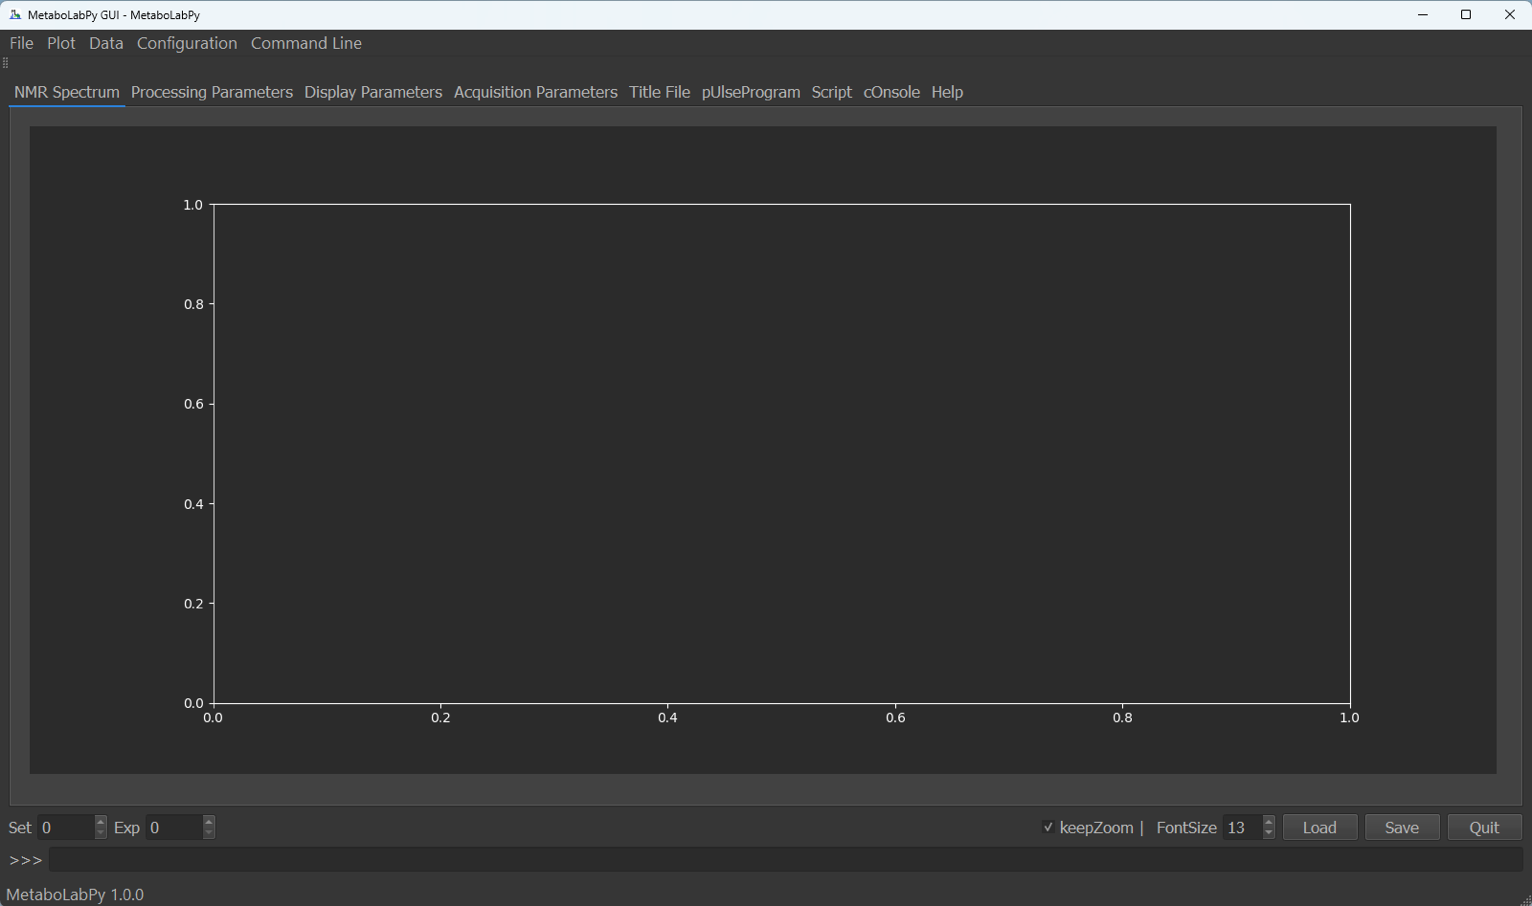 MetaboLabPy GUI - MetaboLabPy
File Plot Data Configuration Command Line
NMR Spectrum Processing Parameters Display Parameters Acquisition Parameters Title File pUlseProgram Script cOnsole Help
1.0
0.8
0.6
0.4
0.2
0.0
0.0 0.2 0.4 0.6 0.8 1.0
Set 0 Exp 0 keepZoom | FontSize 13 Load Save Quit
>>>
MetaboLabPy 1.0.0